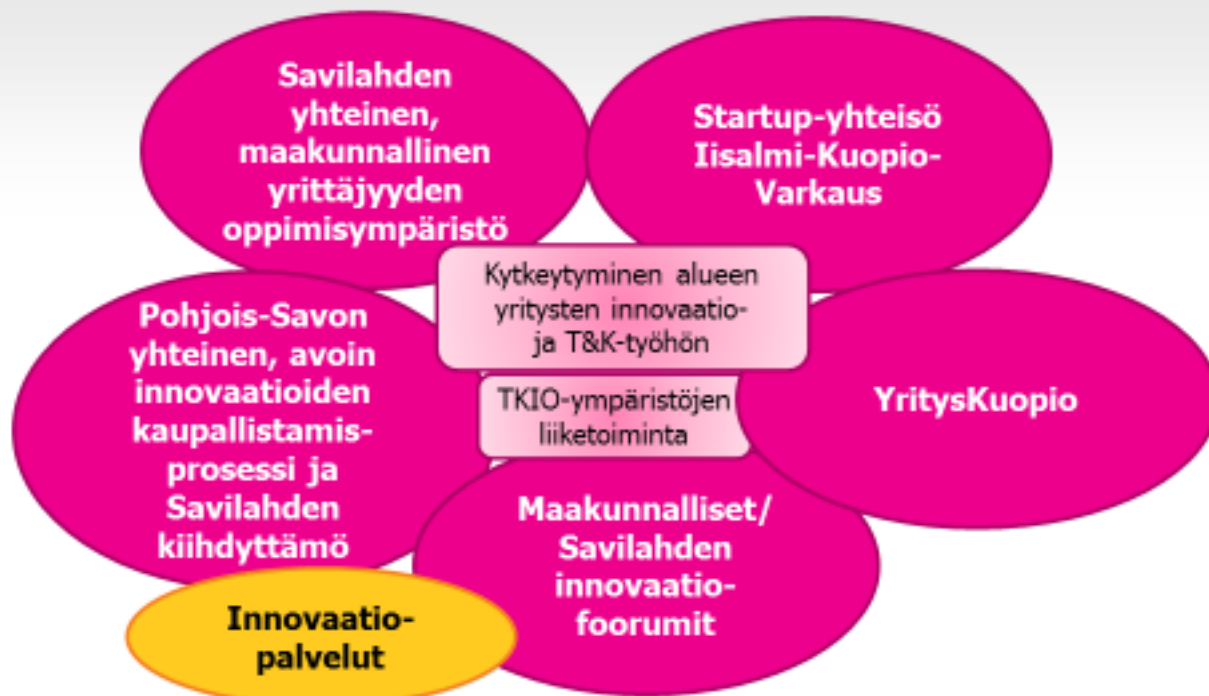 Savilahden
yhteinen,
maakunnallinen
yrittäjyyden
oppimisympäristö
Startup-yhteisö
Iisalmi-Kuopio-
Varkaus
Kytkeytyminen alueen
yritysten innovaatio-
ja T&K-työhön
Pohjois-Savon
yhteinen, avoin
innovaatioiden
kaupallistamis-
prosessi ja
Savilahden
kiihdyttämö
TKIO-ympäristöjen
liiketoiminta
YritysKuopio
Maakunnalliset/
Savilahden
innovaatio-
foorumit
Innovaatio-
palvelut